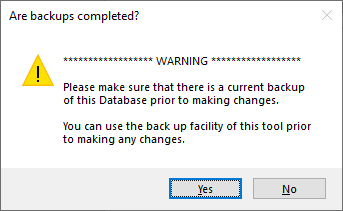 Are backups completed?
****************** WARNING ******************
Please make sure that there is a current backup
of this Database prior to making changes.
You can use the back up facility of this tool prior
to making any changes.
Yes
No